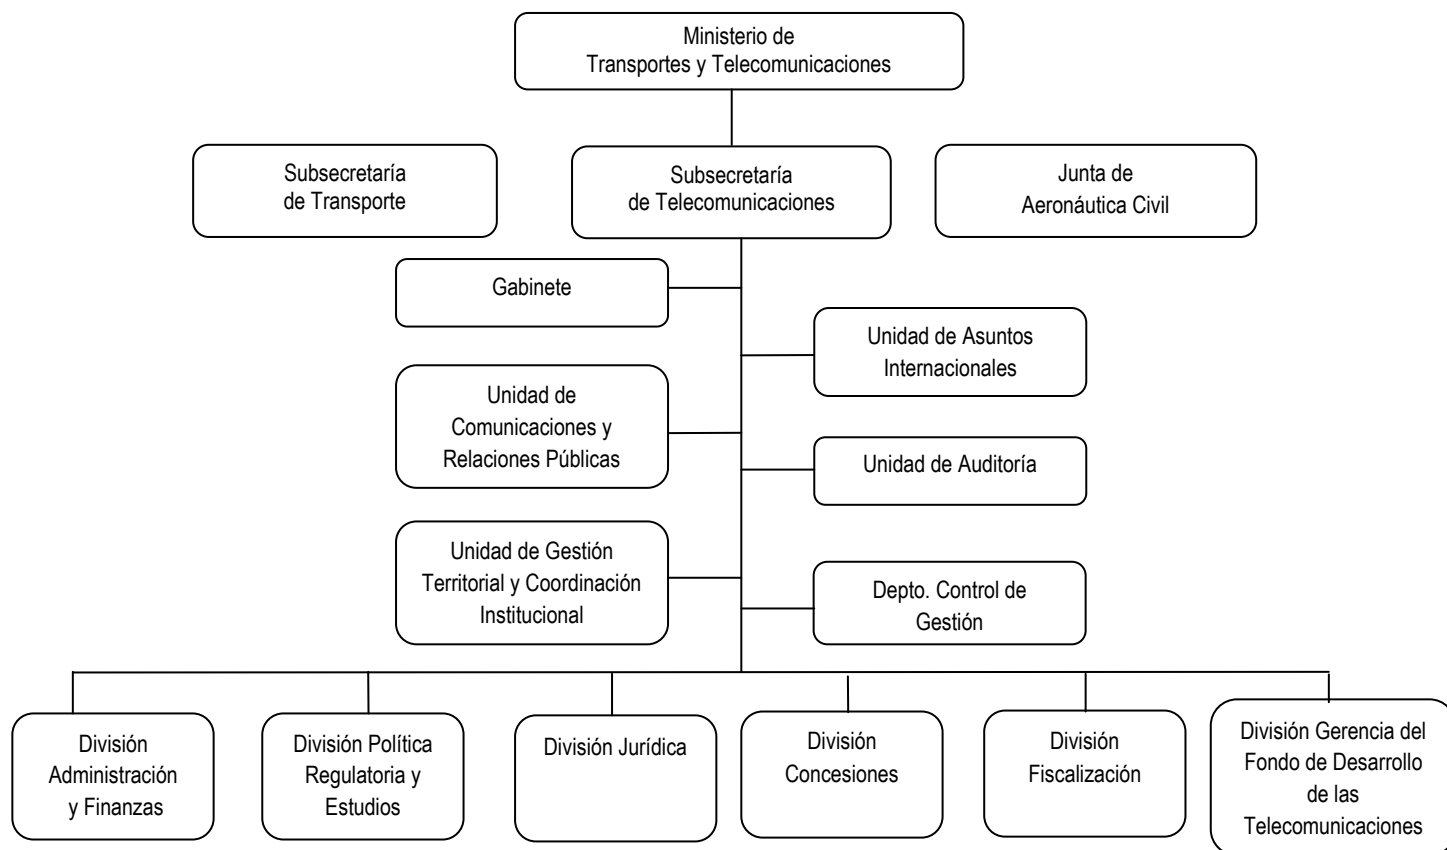 Ministerio de
Transportes y Telecomunicaciones
Subsecretaría
de Transporte
Subsecretaría
de Telecomunicaciones
Junta de
Aeronáutica Civil
Gabinete
Unidad de Asuntos
Internacionales
Unidad de
Comunicaciones y
Relaciones Públicas
Unidad de Auditoría
Unidad de Gestión
Territorial y Coordinación
Institucional
Depto. Control de
Gestión
División
Administración
y Finanzas
División Política
Regulatoria y
Estudios
División Jurídica
División
Concesiones
División
Fiscalización
División Gerencia del
Fondo de Desarrollo
de las
Telecomunicaciones